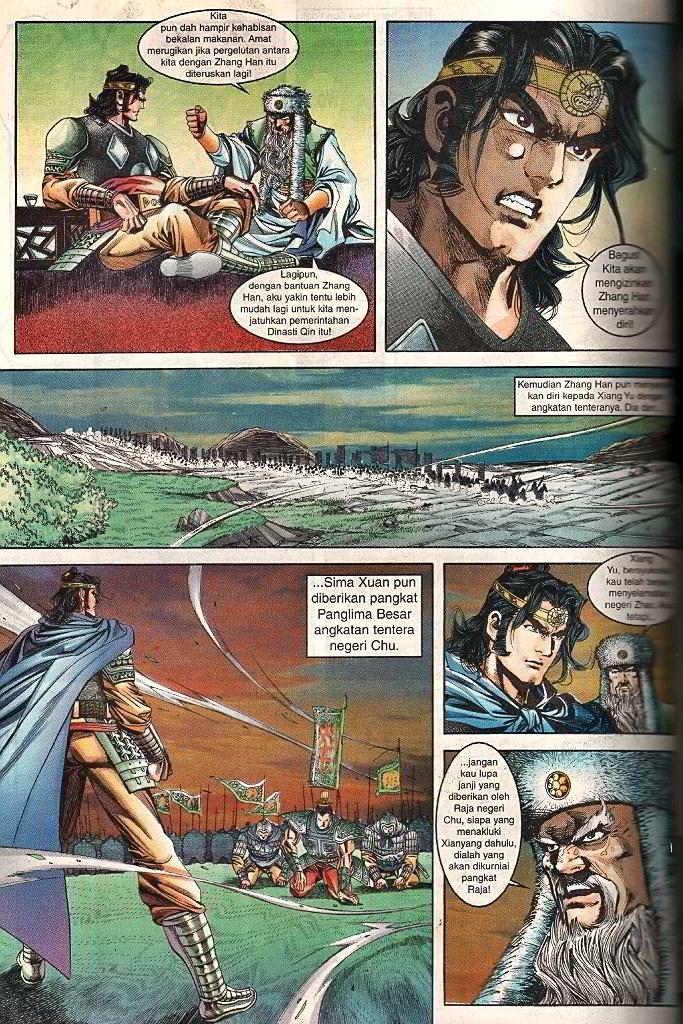 Kita
pun dah hampir kehabisan
bekalan makanan. Amat
merugikan jika pergelutan antara
kita dengan Zhang Han itu
diteruskan lagi!
Lagipun,
dengan bantuan Zhang
Han, aku yakin tentu lebih
mudah lagi untuk kita men-
jatuhkan pemerintahan
Dinasti Qin itu!
Bagus!
Kita akan
mengizinkan
Zhang Han
menyerahkan
diri!
Kemudian Zhang Han pun
kan diri kepada Xiang Yu dengan
angkatan tenteranya. Dia dan
...Sima Xuan pun
diberikan pangkat
Panglima Besar
angkatan tentera
negeri Chu.
Xiang
Yu,
kau telah
negeri Zhao,
tetapi...
...jangan
kau lupa
janji yang
diberikan oleh
Raja negeri
Chu, siapa yang
menakluki
Xianyang dahulu,
dialah yang
akan dikurniai
pangkat
Raja!